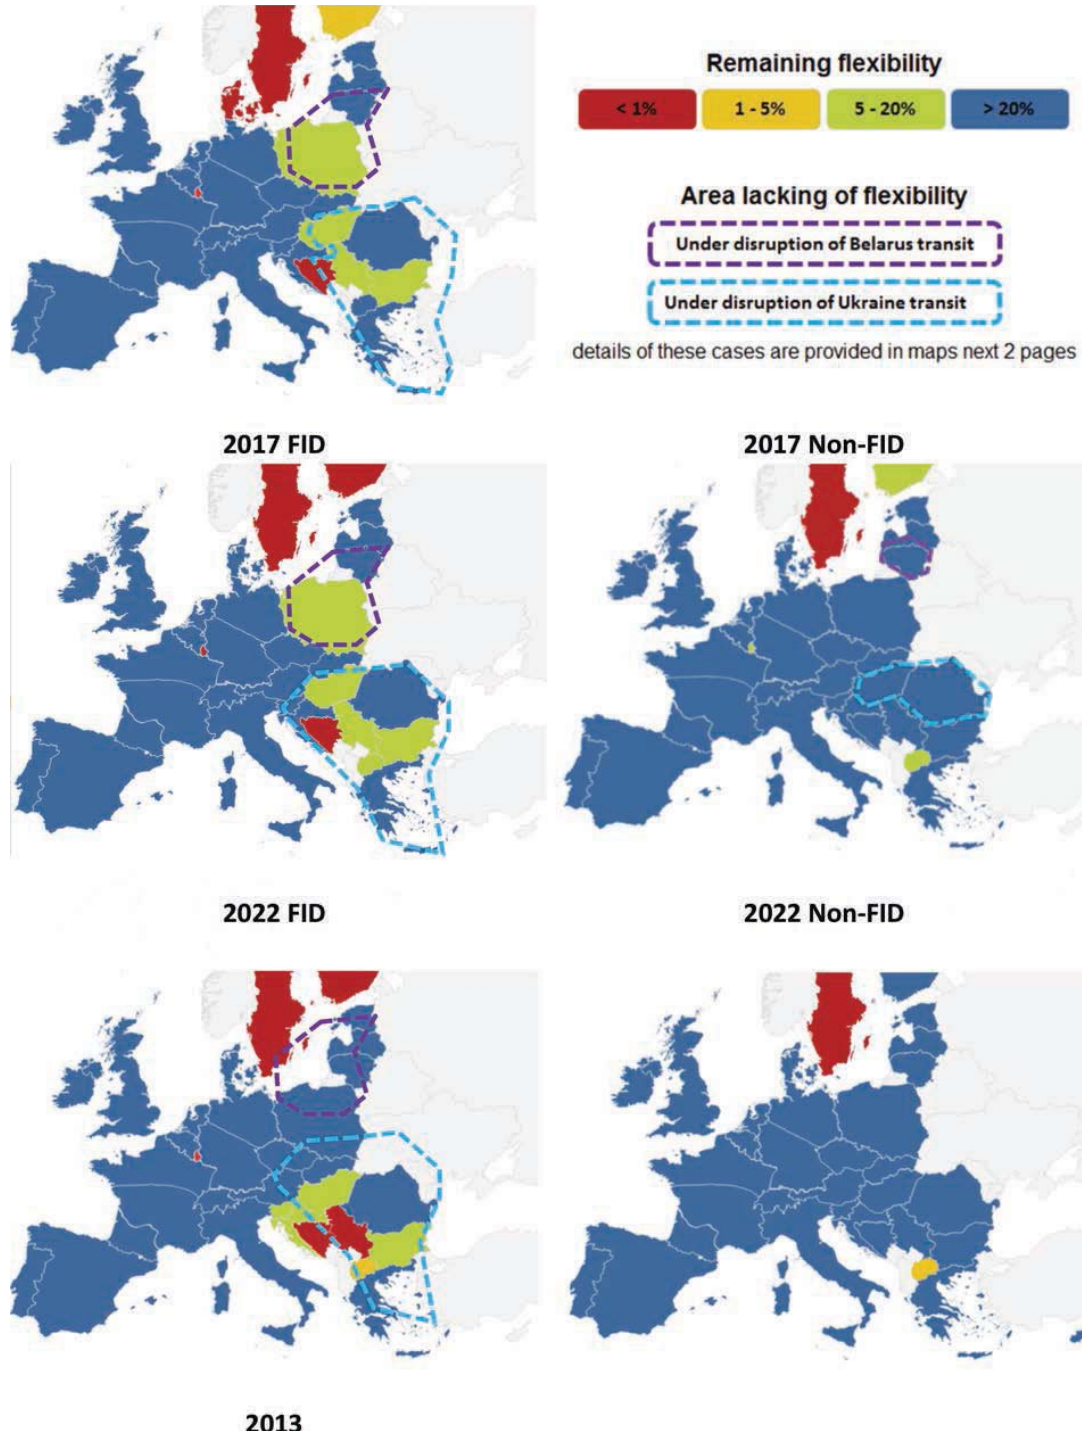 Remaining flexibility
< 1%
1 - 5%
5 - 20%
> 20%
Area lacking of flexibility
Under disruption of Belarus transit
Under disruption of Ukraine transit
details of these cases are provided in maps next 2 pages
2017 FID
2017 Non-FID
2022 FID
2022 Non-FID
2013